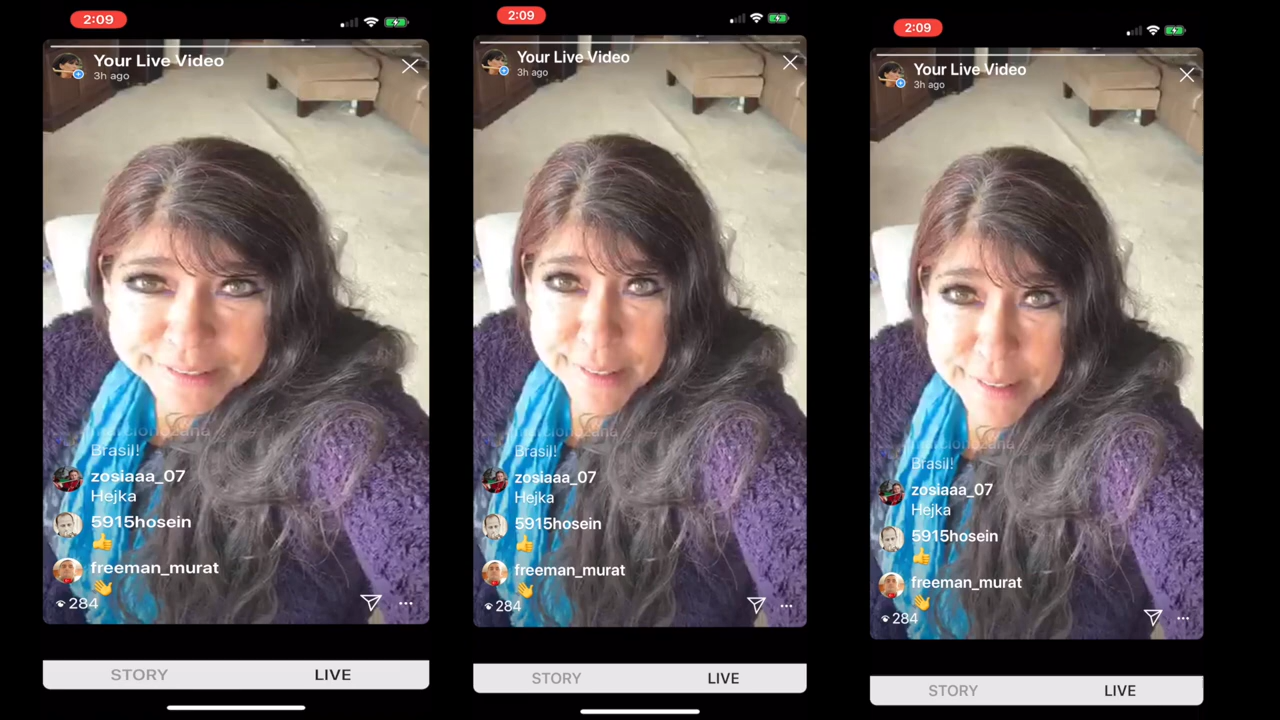 2:09
Your Live Video
3h ago
Brasil!
zosiaaa_07
Hejka
5915hosein
👍
freeman_murat
👋
284
STORY
LIVE
2:09
Your Live Video
3h ago
Brasil!
zosiaaa_07
Hejka
5915hosein
👍
freeman_murat
👋
284
STORY
LIVE
2:09
Your Live Video
3h ago
Brasil!
zosiaaa_07
Hejka
5915hosein
👍
freeman_murat
👋
284
STORY
LIVE